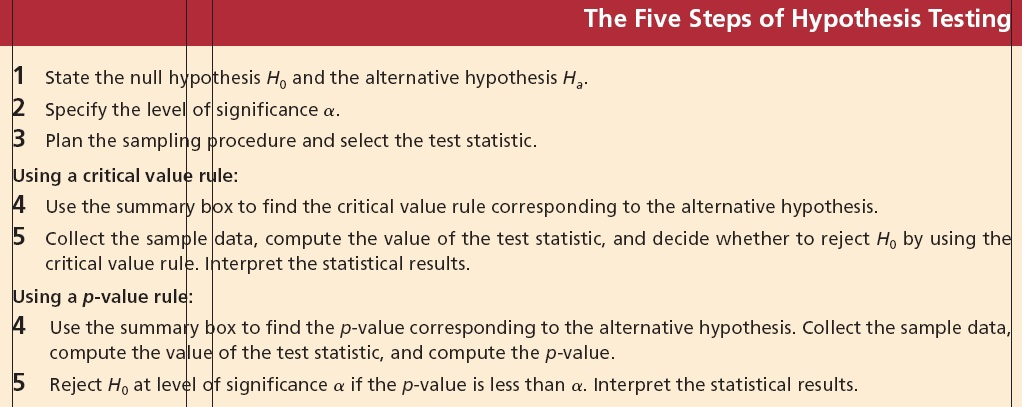 The Five Steps of Hypothesis Testing
1 State the null hypothesis H₀ and the alternative hypothesis Hₐ.
2 Specify the level of significance α.
3 Plan the sampling procedure and select the test statistic.
Using a critical value rule:
4 Use the summary box to find the critical value rule corresponding to the alternative hypothesis.
5 Collect the sample data, compute the value of the test statistic, and decide whether to reject H₀ by using the
critical value rule. Interpret the statistical results.
Using a p-value rule:
4 Use the summary box to find the p-value corresponding to the alternative hypothesis. Collect the sample data,
compute the value of the test statistic, and compute the p-value.
5 Reject H₀ at level of significance α if the p-value is less than α. Interpret the statistical results.